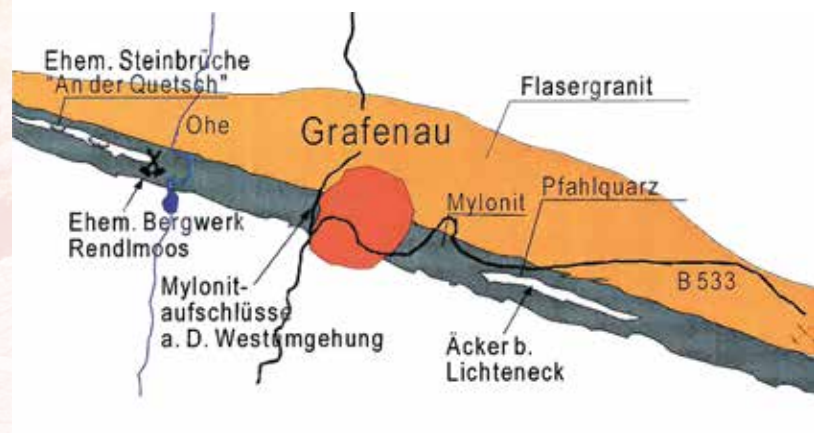 Ehem. Steinbrüche
"An der Quetsch"
Ohe
Grafenau
Flasergranit
Mylonit
Pfahlquarz
Ehem. Bergwerk
Rendlmoos
Mylonit-
aufschlüsse
a. D. Westumgehung
B 533
Äcker b.
Lichteneck